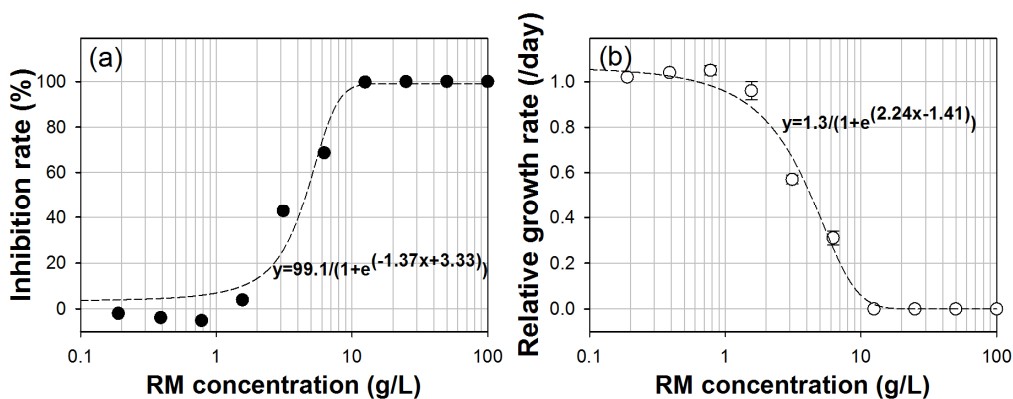 (a)
Inhibition rate (%)
100
80
60
40
20
0
y=99.1/(1+e(-1.37x+3.33))
0.1 1 10 100
RM concentration (g/L)
(b)
Relative growth rate (/day)
1.0
0.8
0.6
0.4
0.2
0.0
y=1.3/(1+e(2.24x-1.41))
0.1 1 10 100
RM concentration (g/L)